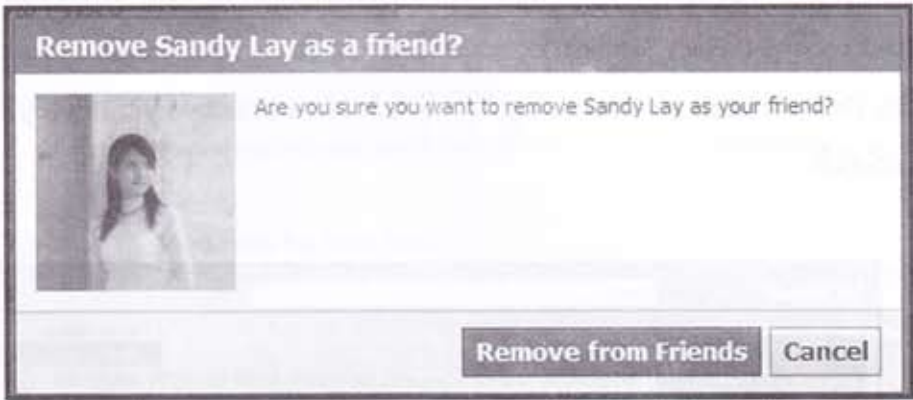 Remove Sandy Lay as a friend?
Are you sure you want to remove Sandy Lay as your friend?
Remove from Friends
Cancel